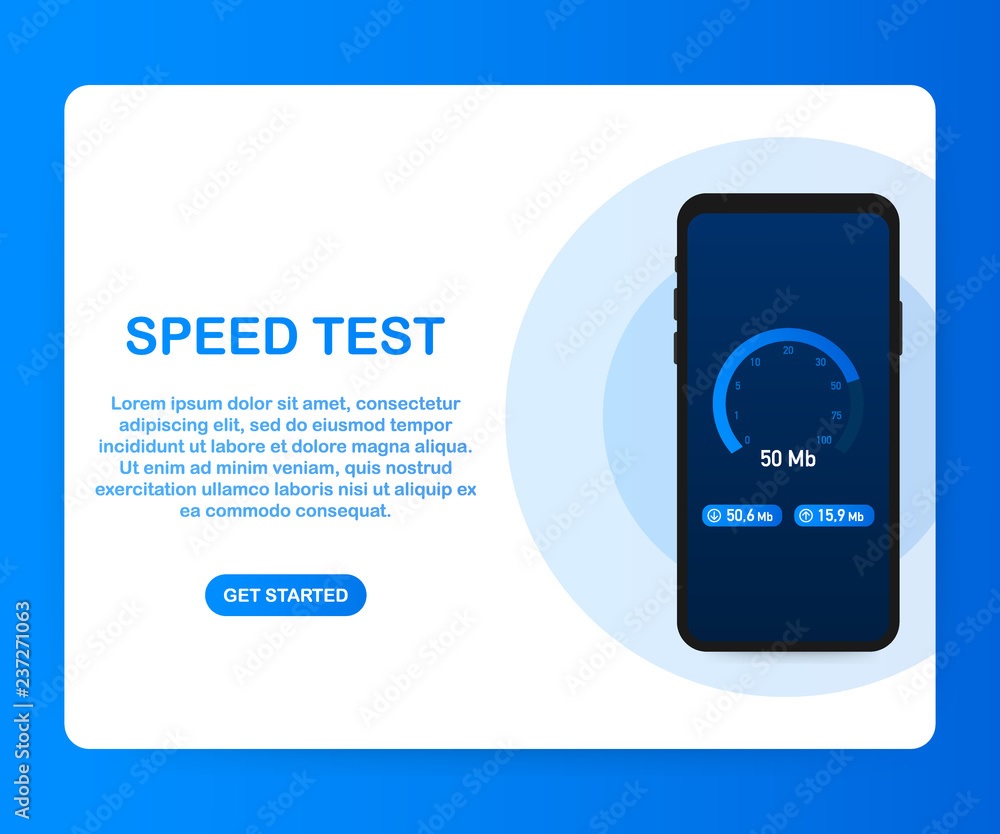 SPEED TEST
Lorem ipsum dolor sit amet, consectetur
adipiscing elit, sed do eiusmod tempor
incididunt ut labore et dolore magna aliqua.
Ut enim ad minim veniam, quis nostrud
exercitation ullamco laboris nisi ut aliquip ex
ea commodo consequat.
GET STARTED
0
1
5
10
20
30
50
75
100
50 Mb
50,6 Mb
15,9 Mb
Adobe Stock | #237271063
Adobe Stock